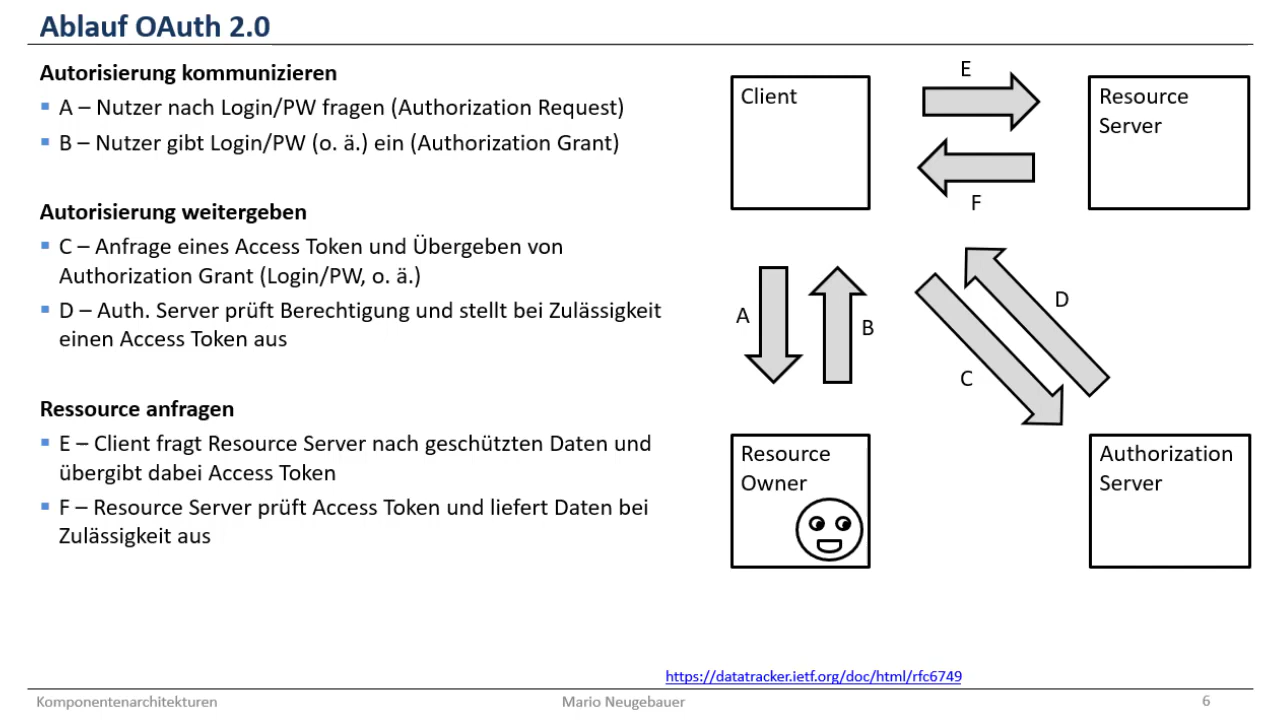 Ablauf OAuth 2.0
Autorisierung kommunizieren
A – Nutzer nach Login/PW fragen (Authorization Request)
B – Nutzer gibt Login/PW (o. ä.) ein (Authorization Grant)
Autorisierung weitergeben
C – Anfrage eines Access Token und Übergeben von
Authorization Grant (Login/PW, o. ä.)
D – Auth. Server prüft Berechtigung und stellt bei Zulässigkeit
einen Access Token aus
Ressource anfragen
E – Client fragt Resource Server nach geschützten Daten und
übergibt dabei Access Token
F – Resource Server prüft Access Token und liefert Daten bei
Zulässigkeit aus
Client
E
Resource
Server
F
A
B
D
C
Resource
Owner
Authorization
Server
https://datatracker.ietf.org/doc/html/rfc6749
Komponentenarchitekturen
Mario Neugebauer
6